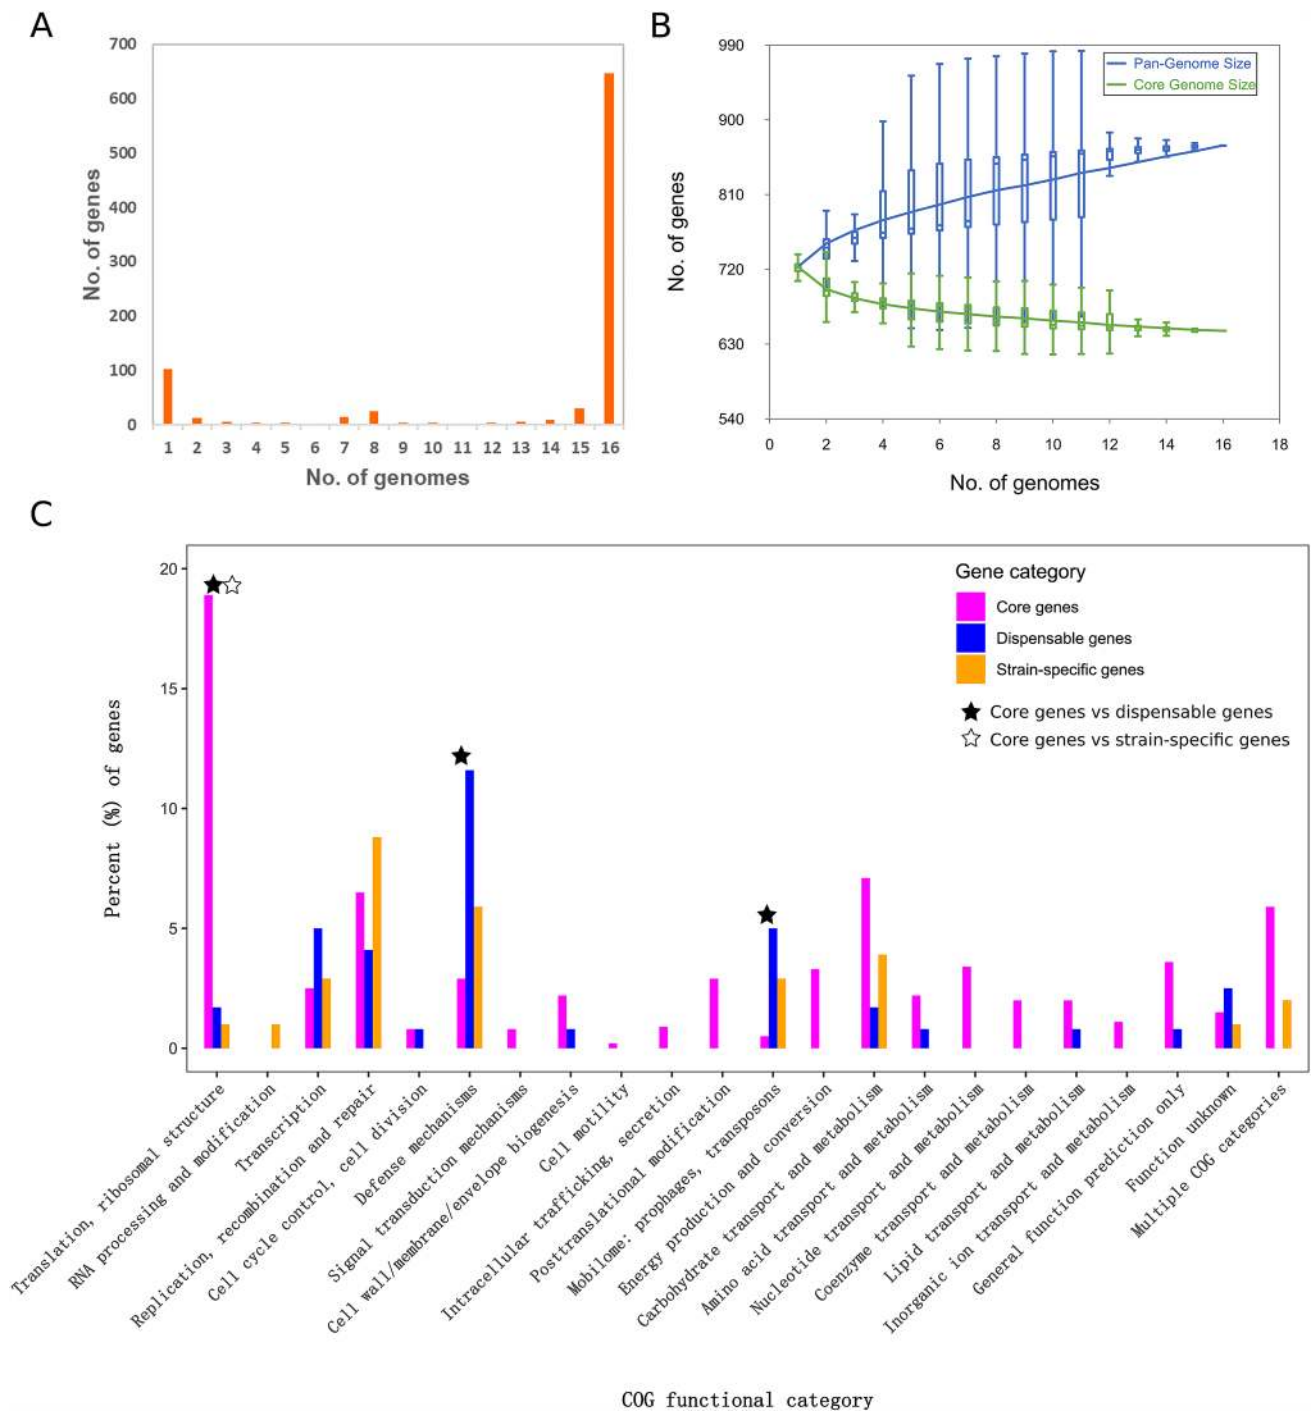 A
700
600
500
400
300
200
100
0
No. of genes
1 2 3 4 5 6 7 8 9 10 11 12 13 14 15 16
No. of genomes
B
990
900
810
720
630
540
No. of genes
Pan-Genome Size
Core Genome Size
0 2 4 6 8 10 12 14 16 18
No. of genomes
C
20
15
10
5
0
Percent (%) of genes
Gene category
Core genes
Dispensable genes
Strain-specific genes
★ Core genes vs dispensable genes
☆ Core genes vs strain-specific genes
Translation, ribosomal structure
RNA processing and modification
Transcription
Replication, recombination and repair
Cell cycle control, cell division
Defense mechanisms
Signal transduction mechanisms
Cell wall/membrane/envelope biogenesis
Cell motility
Intracellular trafficking, secretion
Posttranslational modification
Mobilome: prophages, transposons
Energy production and conversion
Carbohydrate transport and metabolism
Amino acid transport and metabolism
Nucleotide transport and metabolism
Coenzyme transport and metabolism
Lipid transport and metabolism
Inorganic ion transport and metabolism
General function prediction only
Function unknown
Multiple COG categories
COG functional category